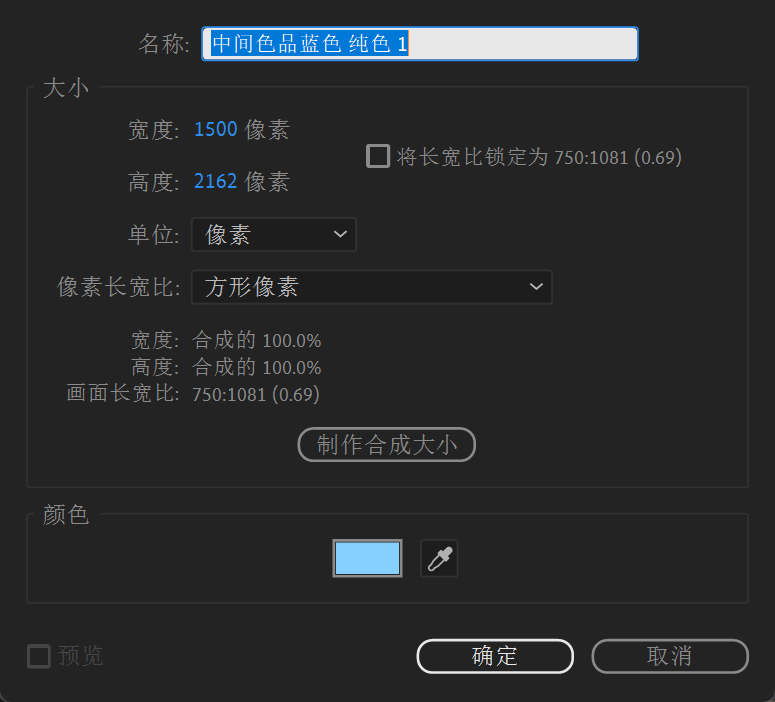 名称: 中间色品蓝色 纯色 1
大小
宽度: 1500 像素
将长宽比锁定为 750:1081 (0.69)
高度: 2162 像素
单位: 像素
像素长宽比: 方形像素
宽度: 合成的 100.0%
高度: 合成的 100.0%
画面长宽比: 750:1081 (0.69)
制作合成大小
颜色
预览 确定 取消